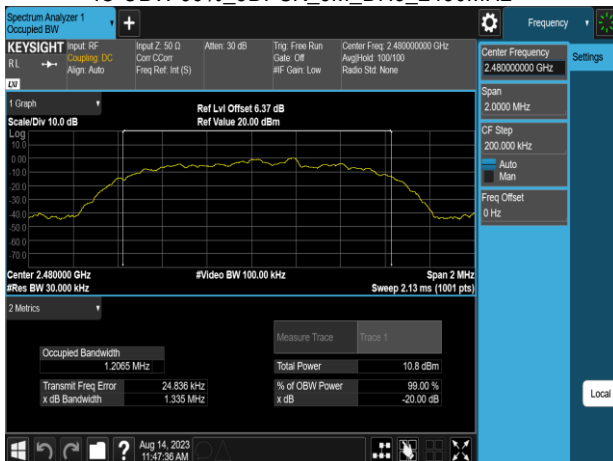 Spectrum Analyzer 1
Occupied BW
Frequency
KEYSIGHT
RL
LXI
Input: RF
Coupling: DC
Align: Auto
Input Z: 50 Ω
Corr CCorr
Freq Ref: Int (S)
Atten: 30 dB
Trig: Free Run
Gate: Off
#IF Gain: Low
Center Freq: 2.480000000 GHz
Avg|Hold: 100/100
Radio Std: None
Center Frequency
2.480000000 GHz
Settings
Span
2.0000 MHz
CF Step
200.000 kHz
Auto
Man
Freq Offset
0 Hz
1 Graph
Scale/Div 10.0 dB
Ref Lvl Offset 6.37 dB
Ref Value 20.00 dBm
Log
10.0
0.00
-10.0
-20.0
-30.0
-40.0
-50.0
-60.0
-70.0
Center 2.480000 GHz
#Res BW 30.000 kHz
#Video BW 100.00 kHz
Span 2 MHz
Sweep 2.13 ms (1001 pts)
2 Metrics
Measure Trace
Trace 1
Occupied Bandwidth
1.2065 MHz
Total Power
10.8 dBm
Transmit Freq Error
24.836 kHz
% of OBW Power
99.00 %
x dB Bandwidth
1.335 MHz
x dB
-20.00 dB
Local
?
Aug 14, 2023
11:47:36 AM